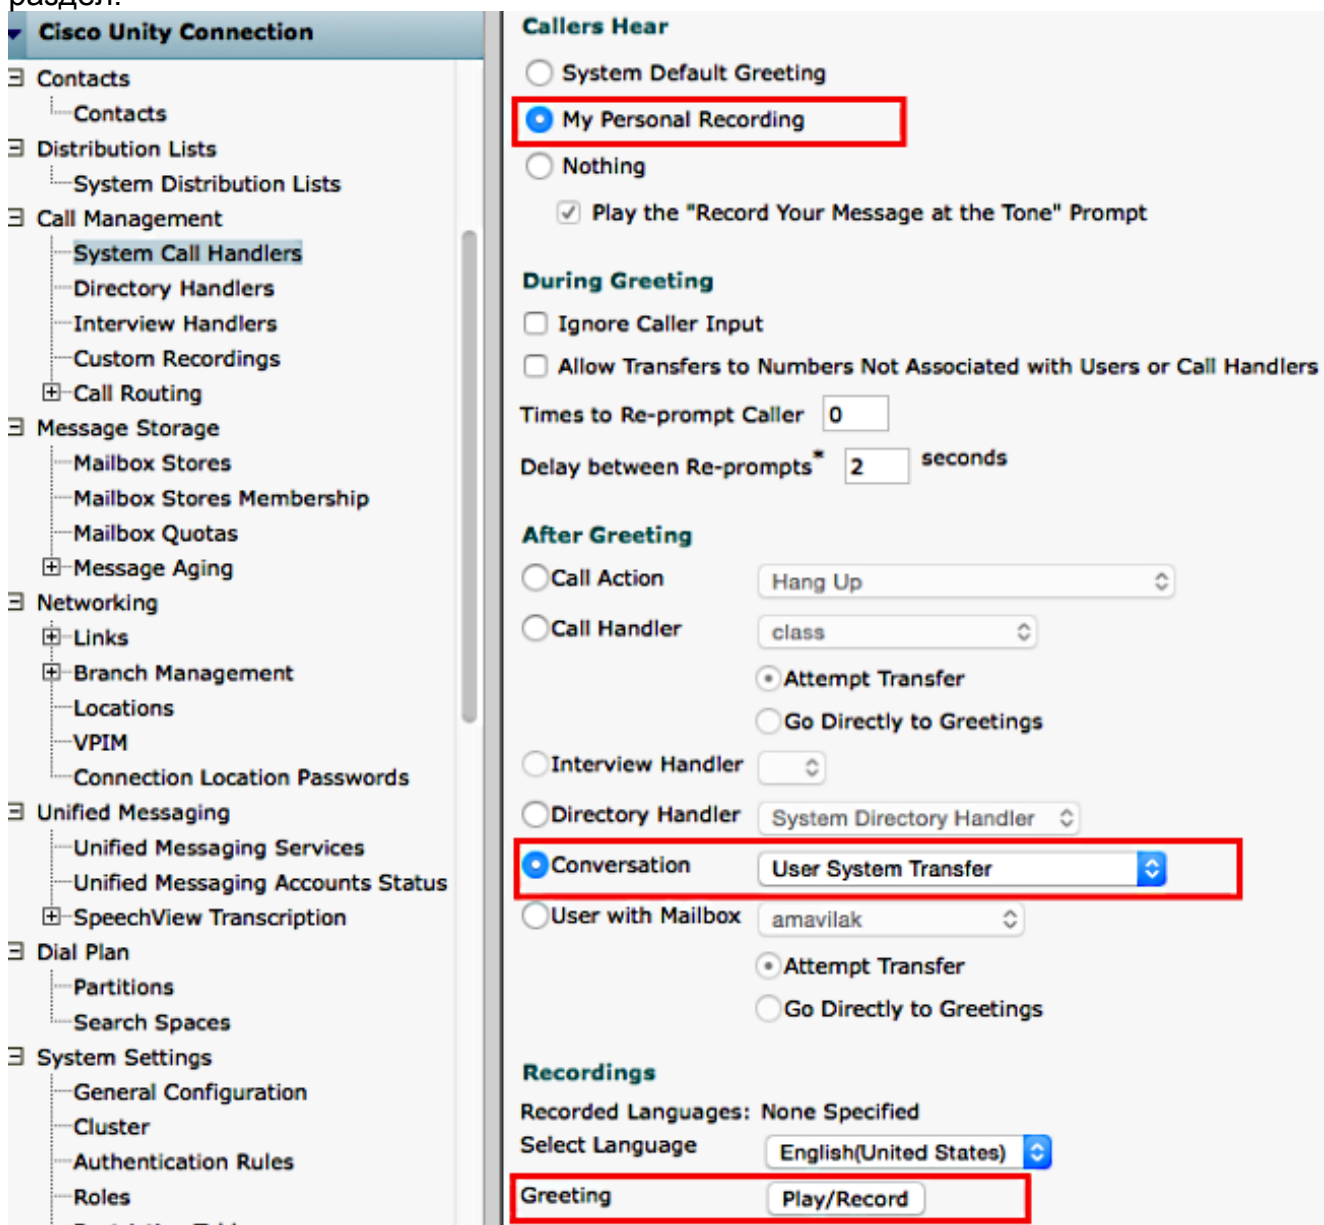 раздел.
Cisco Unity Connection
Contacts
Contacts
Distribution Lists
System Distribution Lists
Call Management
System Call Handlers
Directory Handlers
Interview Handlers
Custom Recordings
Call Routing
Message Storage
Mailbox Stores
Mailbox Stores Membership
Mailbox Quotas
Message Aging
Networking
Links
Branch Management
Locations
VPIM
Connection Location Passwords
Unified Messaging
Unified Messaging Services
Unified Messaging Accounts Status
SpeechView Transcription
Dial Plan
Partitions
Search Spaces
System Settings
General Configuration
Cluster
Authentication Rules
Roles
Callers Hear
System Default Greeting
My Personal Recording
Nothing
Play the "Record Your Message at the Tone" Prompt
During Greeting
Ignore Caller Input
Allow Transfers to Numbers Not Associated with Users or Call Handlers
Times to Re-prompt Caller 0
Delay between Re-prompts* 2 seconds
After Greeting
Call Action Hang Up
Call Handler class
Attempt Transfer
Go Directly to Greetings
Interview Handler
Directory Handler System Directory Handler
Conversation User System Transfer
User with Mailbox amavilak
Attempt Transfer
Go Directly to Greetings
Recordings
Recorded Languages: None Specified
Select Language English(United States)
Greeting Play/Record